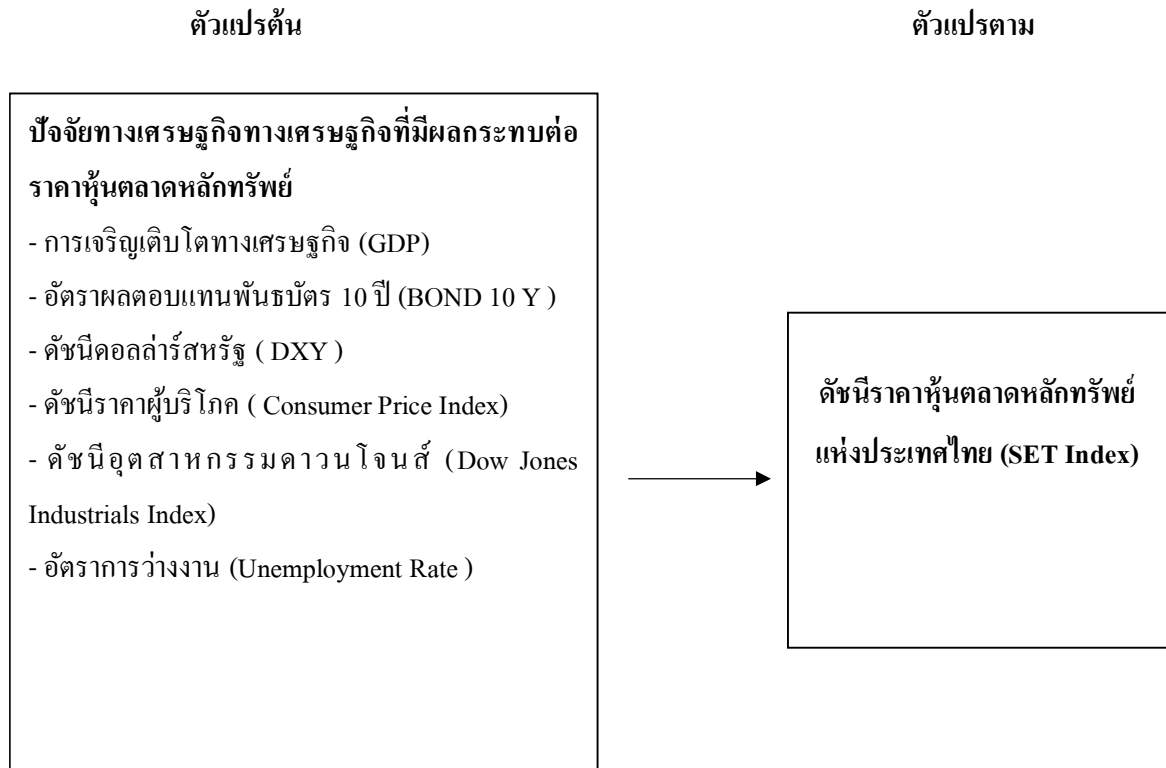 ตัวแปรต้น
ตัวแปรตาม
ปัจจัยทางเศรษฐกิจทางเศรษฐกิจที่มีผลกระทบต่อ
ราคาหุ้นตลาดหลักทรัพย์
- การเจริญเติบโตทางเศรษฐกิจ (GDP)
- อัตราผลตอบแทนพันธบัตร 10 ปี (BOND 10 Y )
- ดัชนีดอลล่าร์สหรัฐ ( DXY )
- ดัชนีราคาผู้บริโภค ( Consumer Price Index)
- ดัชนีอุตสาหกรรมดาวนโจนส์ (Dow Jones
Industrials Index)
- อัตราการว่างงาน (Unemployment Rate )
ดัชนีราคาหุ้นตลาดหลักทรัพย์
แห่งประเทศไทย (SET Index)